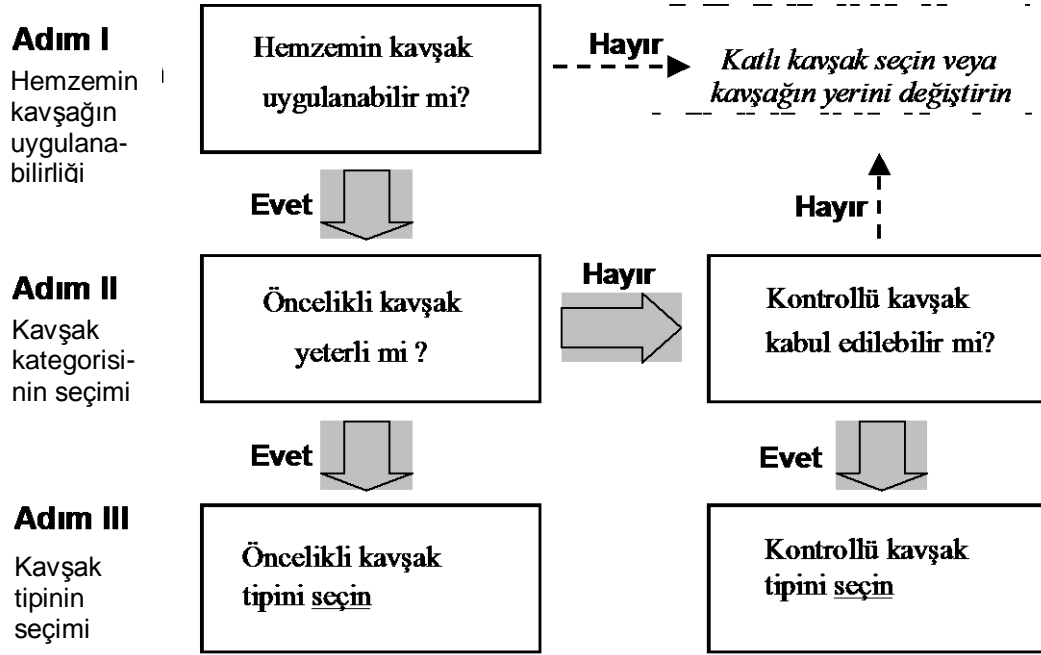 Adım I
Hemzemin
kavşağın
uygulana-
bilirliği
Hemzemin kavşak
uygulanabilir mi?
Hayır
Katlı kavşak seçin veya
kavşağın yerini değiştirin
Evet
Hayır
Adım II
Kavşak
kategorisi-
nin seçimi
Öncelikli kavşak
yeterli mi ?
Hayır
Kontrollü kavşak
kabul edilebilir mi?
Evet
Evet
Adım III
Kavşak
tipinin
seçimi
Öncelikli kavşak
tipini seçin
Kontrollü kavşak
tipini seçin